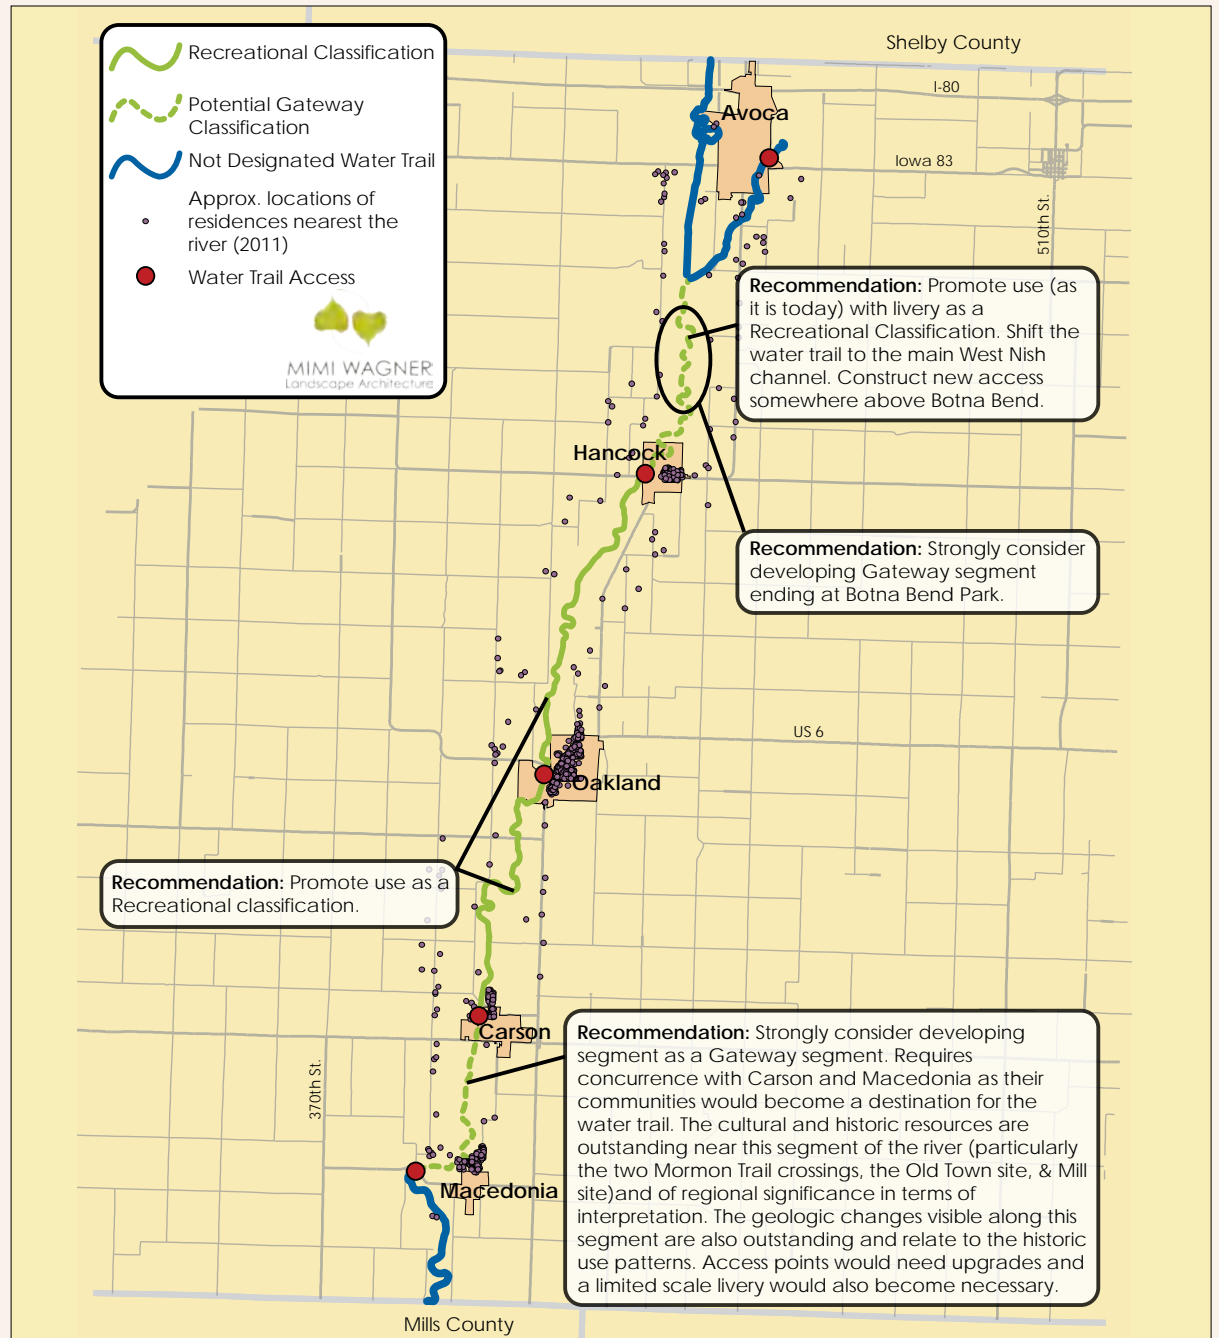 Recreational Classification
Potential Gateway
Classification
Not Designated Water Trail
Approx. locations of
residences nearest the
river (2011)
Water Trail Access
MIMI WAGNER
Landscape Architecture
Shelby County
I-80
Avoca
Iowa 83
510th St.
Recommendation: Promote use (as
it is today) with livery as a
Recreational Classification. Shift the
water trail to the main West Nish
channel. Construct new access
somewhere above Botna Bend.
Hancock
Recommendation: Strongly consider
developing Gateway segment
ending at Botna Bend Park.
US 6
Oakland
Recommendation: Promote use as a
Recreational classification.
Carson
370th St.
Recommendation: Strongly consider developing
segment as a Gateway segment. Requires
concurrence with Carson and Macedonia as their
communities would become a destination for the
water trail. The cultural and historic resources are
outstanding near this segment of the river (particularly
the two Mormon Trail crossings, the Old Town site, & Mill
site)and of regional significance in terms of
interpretation. The geologic changes visible along this
segment are also outstanding and relate to the historic
use patterns. Access points would need upgrades and
a limited scale livery would also become necessary.
Macedonia
Mills County